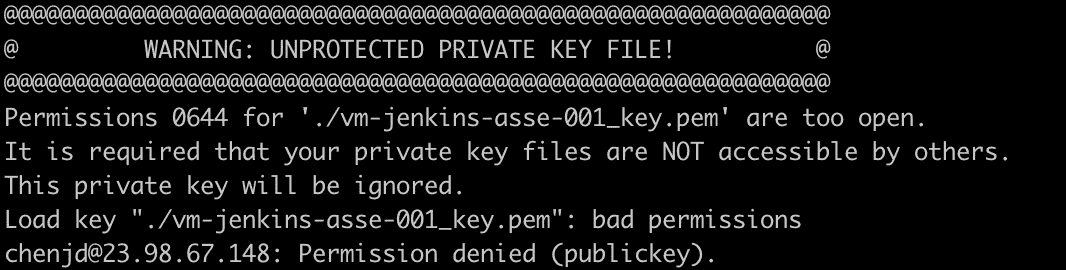 @@@@@@@@@@@@@@@@@@@@@@@@@@@@@@@@@@@@@@@@@@@@@@@@@@@@@@@@@@@
@         WARNING: UNPROTECTED PRIVATE KEY FILE!          @
@@@@@@@@@@@@@@@@@@@@@@@@@@@@@@@@@@@@@@@@@@@@@@@@@@@@@@@@@@@
Permissions 0644 for './vm-jenkins-asse-001_key.pem' are too open.
It is required that your private key files are NOT accessible by others.
This private key will be ignored.
Load key "./vm-jenkins-asse-001_key.pem": bad permissions
chenjd@23.98.67.148: Permission denied (publickey).